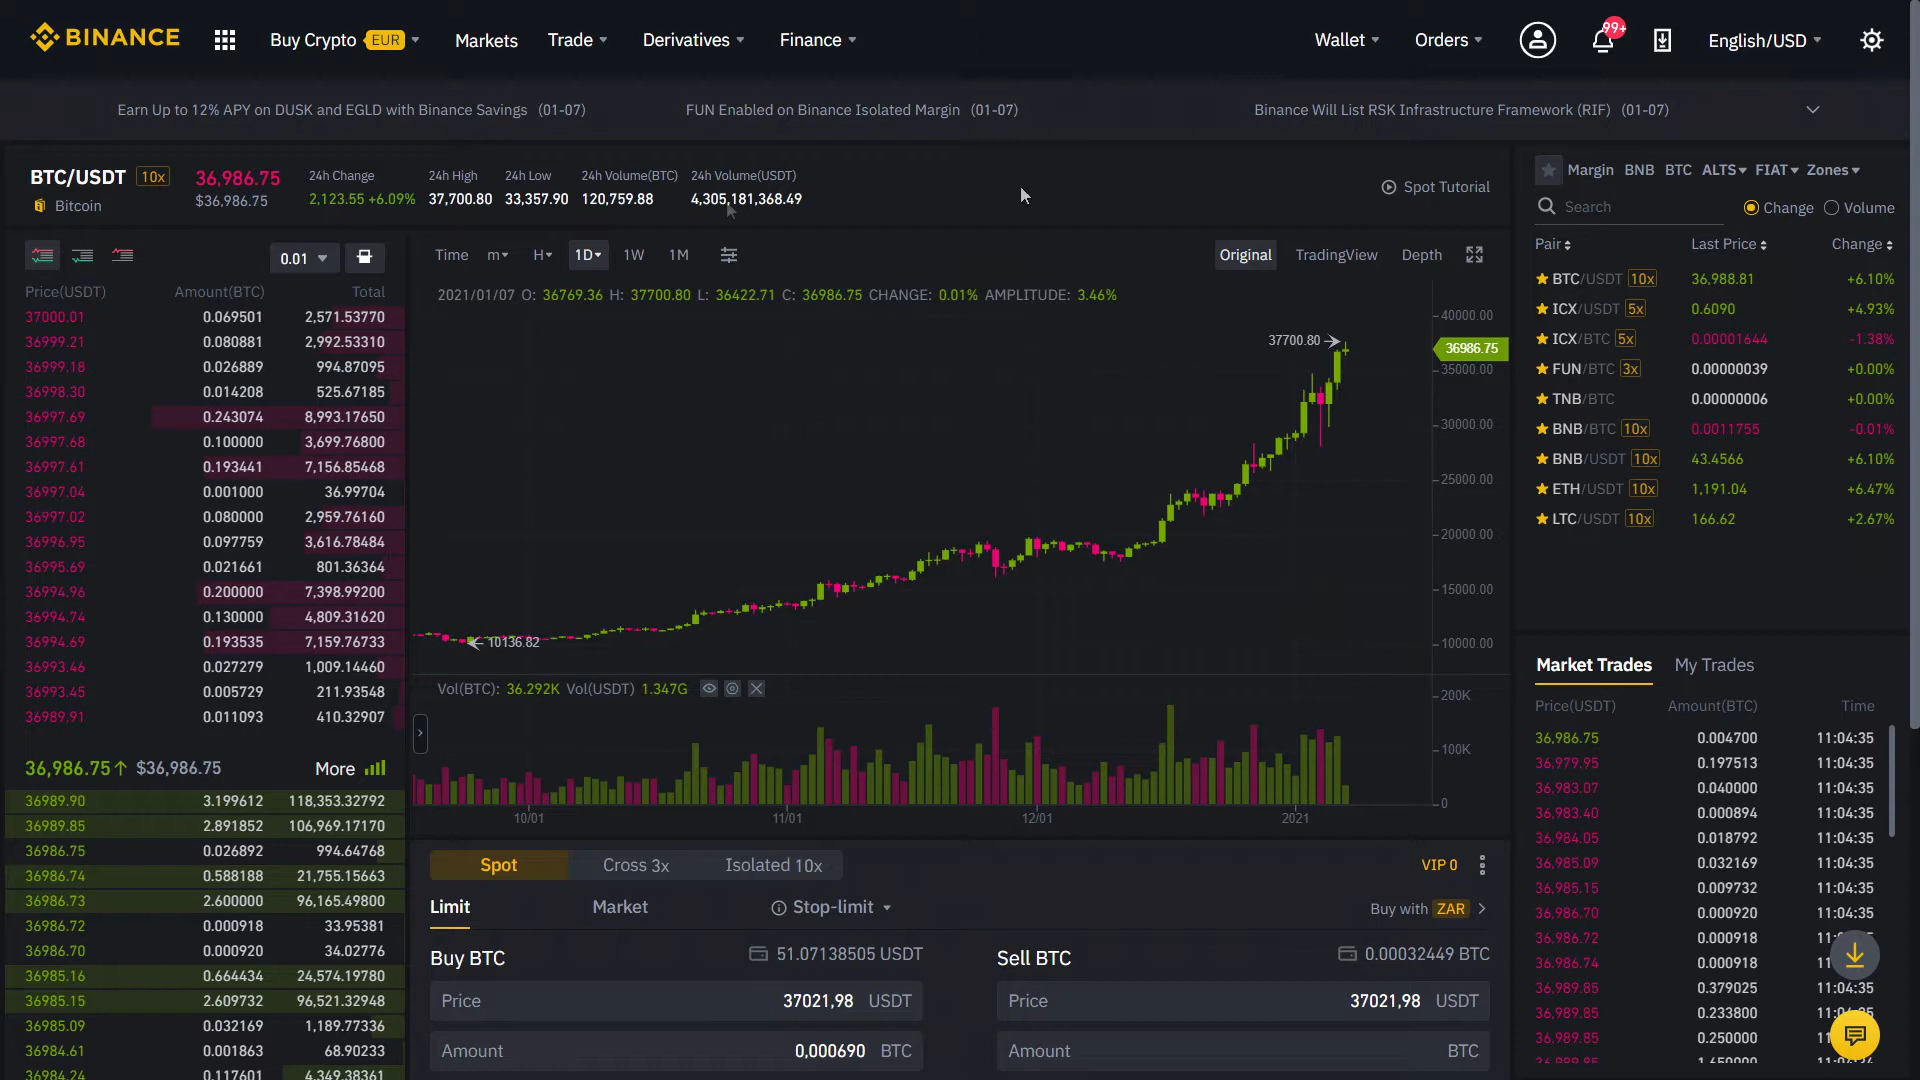 BINANCE
Buy Crypto EUR
Markets
Trade
Derivatives
Finance
Wallet
Orders
99+
English/USD
Earn Up to 12% APY on DUSK and EGLD with Binance Savings (01-07)
FUN Enabled on Binance Isolated Margin (01-07)
Binance Will List RSK Infrastructure Framework (RIF) (01-07)
BTC/USDT 10x
Bitcoin
36,986.75
$36,986.75
24h Change
2,123.55 +6.09%
24h High
37,700.80
24h Low
33,357.90
24h Volume(BTC)
120,759.88
24h Volume(USDT)
4,305,181,368.49
Spot Tutorial
0.01
Price(USDT) Amount(BTC) Total
37000.01 0.069501 2,571.53770
36999.21 0.080881 2,992.53310
36999.18 0.026889 994.87095
36998.30 0.014208 525.67185
36997.69 0.243074 8,993.17650
36997.68 0.100000 3,699.76800
36997.61 0.193441 7,156.85468
36997.04 0.001000 36.99704
36997.02 0.080000 2,959.76160
36996.95 0.097759 3,616.78484
36995.69 0.021661 801.36364
36994.96 0.200000 7,398.99200
36994.74 0.130000 4,809.31620
36994.69 0.193535 7,159.76733
36993.46 0.027279 1,009.14460
36993.45 0.005729 211.93548
36989.91 0.011093 410.32907
36,986.75↑ $36,986.75 More
36989.90 3.199612 118,353.32792
36989.85 2.891852 106,969.17170
36986.75 0.026892 994.64768
36986.74 0.588188 21,755.15663
36986.73 2.600000 96,165.49800
36986.72 0.000918 33.95381
36986.70 0.000920 34.02776
36985.16 0.664434 24,574.19780
36985.15 2.609732 96,521.32948
36985.09 0.032169 1,189.77336
36984.61 0.001863 68.90233
36984.24 0.117601 4,349.38361
Time m H 1D 1W 1M
Original TradingView Depth
2021/01/07 O: 36769.36 H: 37700.80 L: 36422.71 C: 36986.75 CHANGE: 0.01% AMPLITUDE: 3.46%
40000.00
37700.80
36986.75
35000.00
30000.00
25000.00
20000.00
15000.00
10136.82
10000.00
Vol(BTC): 36.292K Vol(USDT) 1.347G
200K
100K
0
10/01 11/01 12/01 2021
Spot Cross 3x Isolated 10x
VIP 0
Limit Market Stop-limit
Buy with ZAR
Buy BTC 51.07138505 USDT
Price 37021,98 USDT
Amount 0,000690 BTC
Sell BTC 0.00032449 BTC
Price 37021,98 USDT
Amount BTC
Margin BNB BTC ALTS FIAT Zones
Search
Change Volume
Pair Last Price Change
BTC/USDT 10x 36,988.81 +6.10%
ICX/USDT 5x 0.6090 +4.93%
ICX/BTC 5x 0.00001644 -1.38%
FUN/BTC 3x 0.00000039 +0.00%
TNB/BTC 0.00000006 +0.00%
BNB/BTC 10x 0.0011755 -0.01%
BNB/USDT 10x 43.4566 +6.10%
ETH/USDT 10x 1,191.04 +6.47%
LTC/USDT 10x 166.62 +2.67%
Market Trades My Trades
Price(USDT) Amount(BTC) Time
36,986.75 0.004700 11:04:35
36,979.95 0.197513 11:04:35
36,983.07 0.040000 11:04:35
36,983.40 0.000894 11:04:35
36,984.05 0.018792 11:04:35
36,985.09 0.032169 11:04:35
36,985.15 0.009732 11:04:35
36,986.70 0.000920 11:04:35
36,986.72 0.000918 11:04:35
36,986.74 0.000918 11:04:35
36,989.85 0.379025 11:04:35
36,989.85 0.233800
36,989.85 0.250000